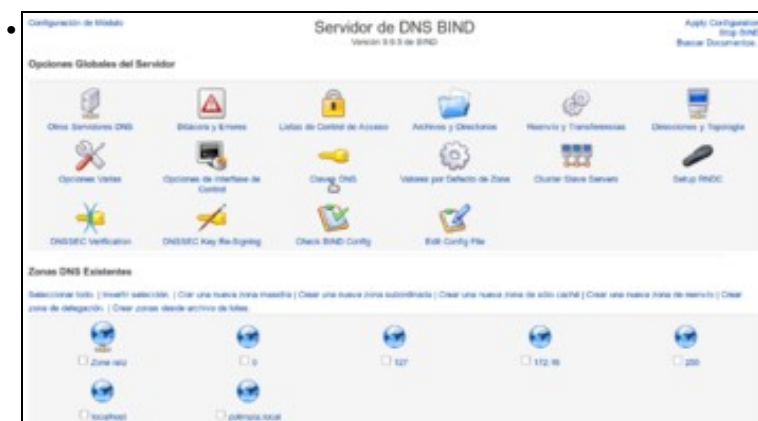 Configuración de Módulo
Servidor de DNS BIND
Apply Configuration
Versión 9.6.5 de BIND
Stop BIND
Buscar Documentos..
Opciones Globales del Servidor
Otros Servidores DNS
Bitácora y Errores
Listas de Control de Acceso
Archivos y Directorios
Reenvío y Transferencias
Direcciones y Topología
Opciones Varias
Opciones de Interfase de Control
Claves DNS
Valores por Defecto de Zona
Cluster Slave Servers
Setup RNDC
DNSSEC Verification
DNSSEC Key Re-Signing
Check BIND Config
Edit Config File
Zonas DNS Existentes
Seleccionar todo. | Invertir selección. | Crar una nueva zona maestra | Crear una nueva zona subordinada | Crear una nueva zona de sólo caché | Crear una nueva zona de reenvío | Crear
zona de delegación. | Crear zonas desde archivo de lotes.
Zona raíz
0
127
172.16
255
localhost